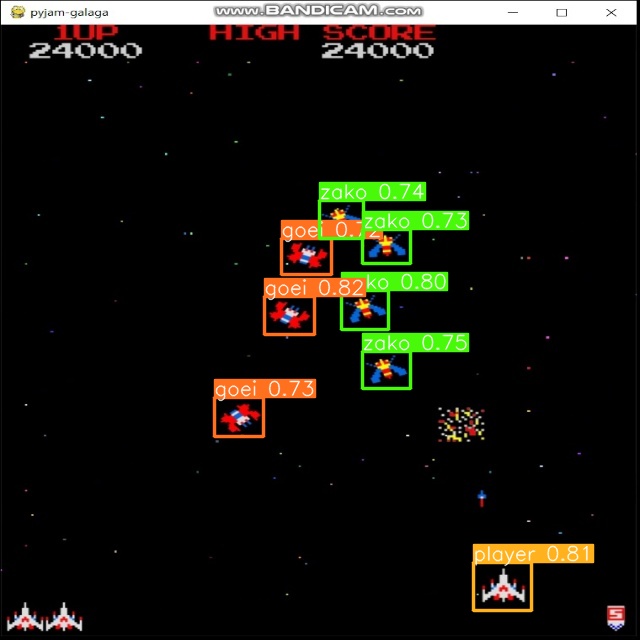 pyjam-galaga
WWW.BANDICAM.COM
1UP HIGH SCORE
24000 24000
zako 0.74
zako 0.73
goei 0.72
ko 0.80
goei 0.82
zako 0.75
goei 0.73
player 0.81
5